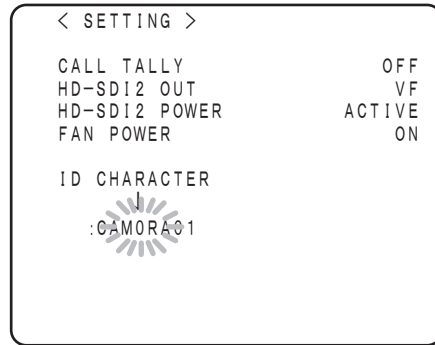 < SETTING >
CALL TALLY OFF
HD-SDI2 OUT VF
HD-SDI2 POWER ACTIVE
FAN POWER ON
ID CHARACTER
:CAM0RA01